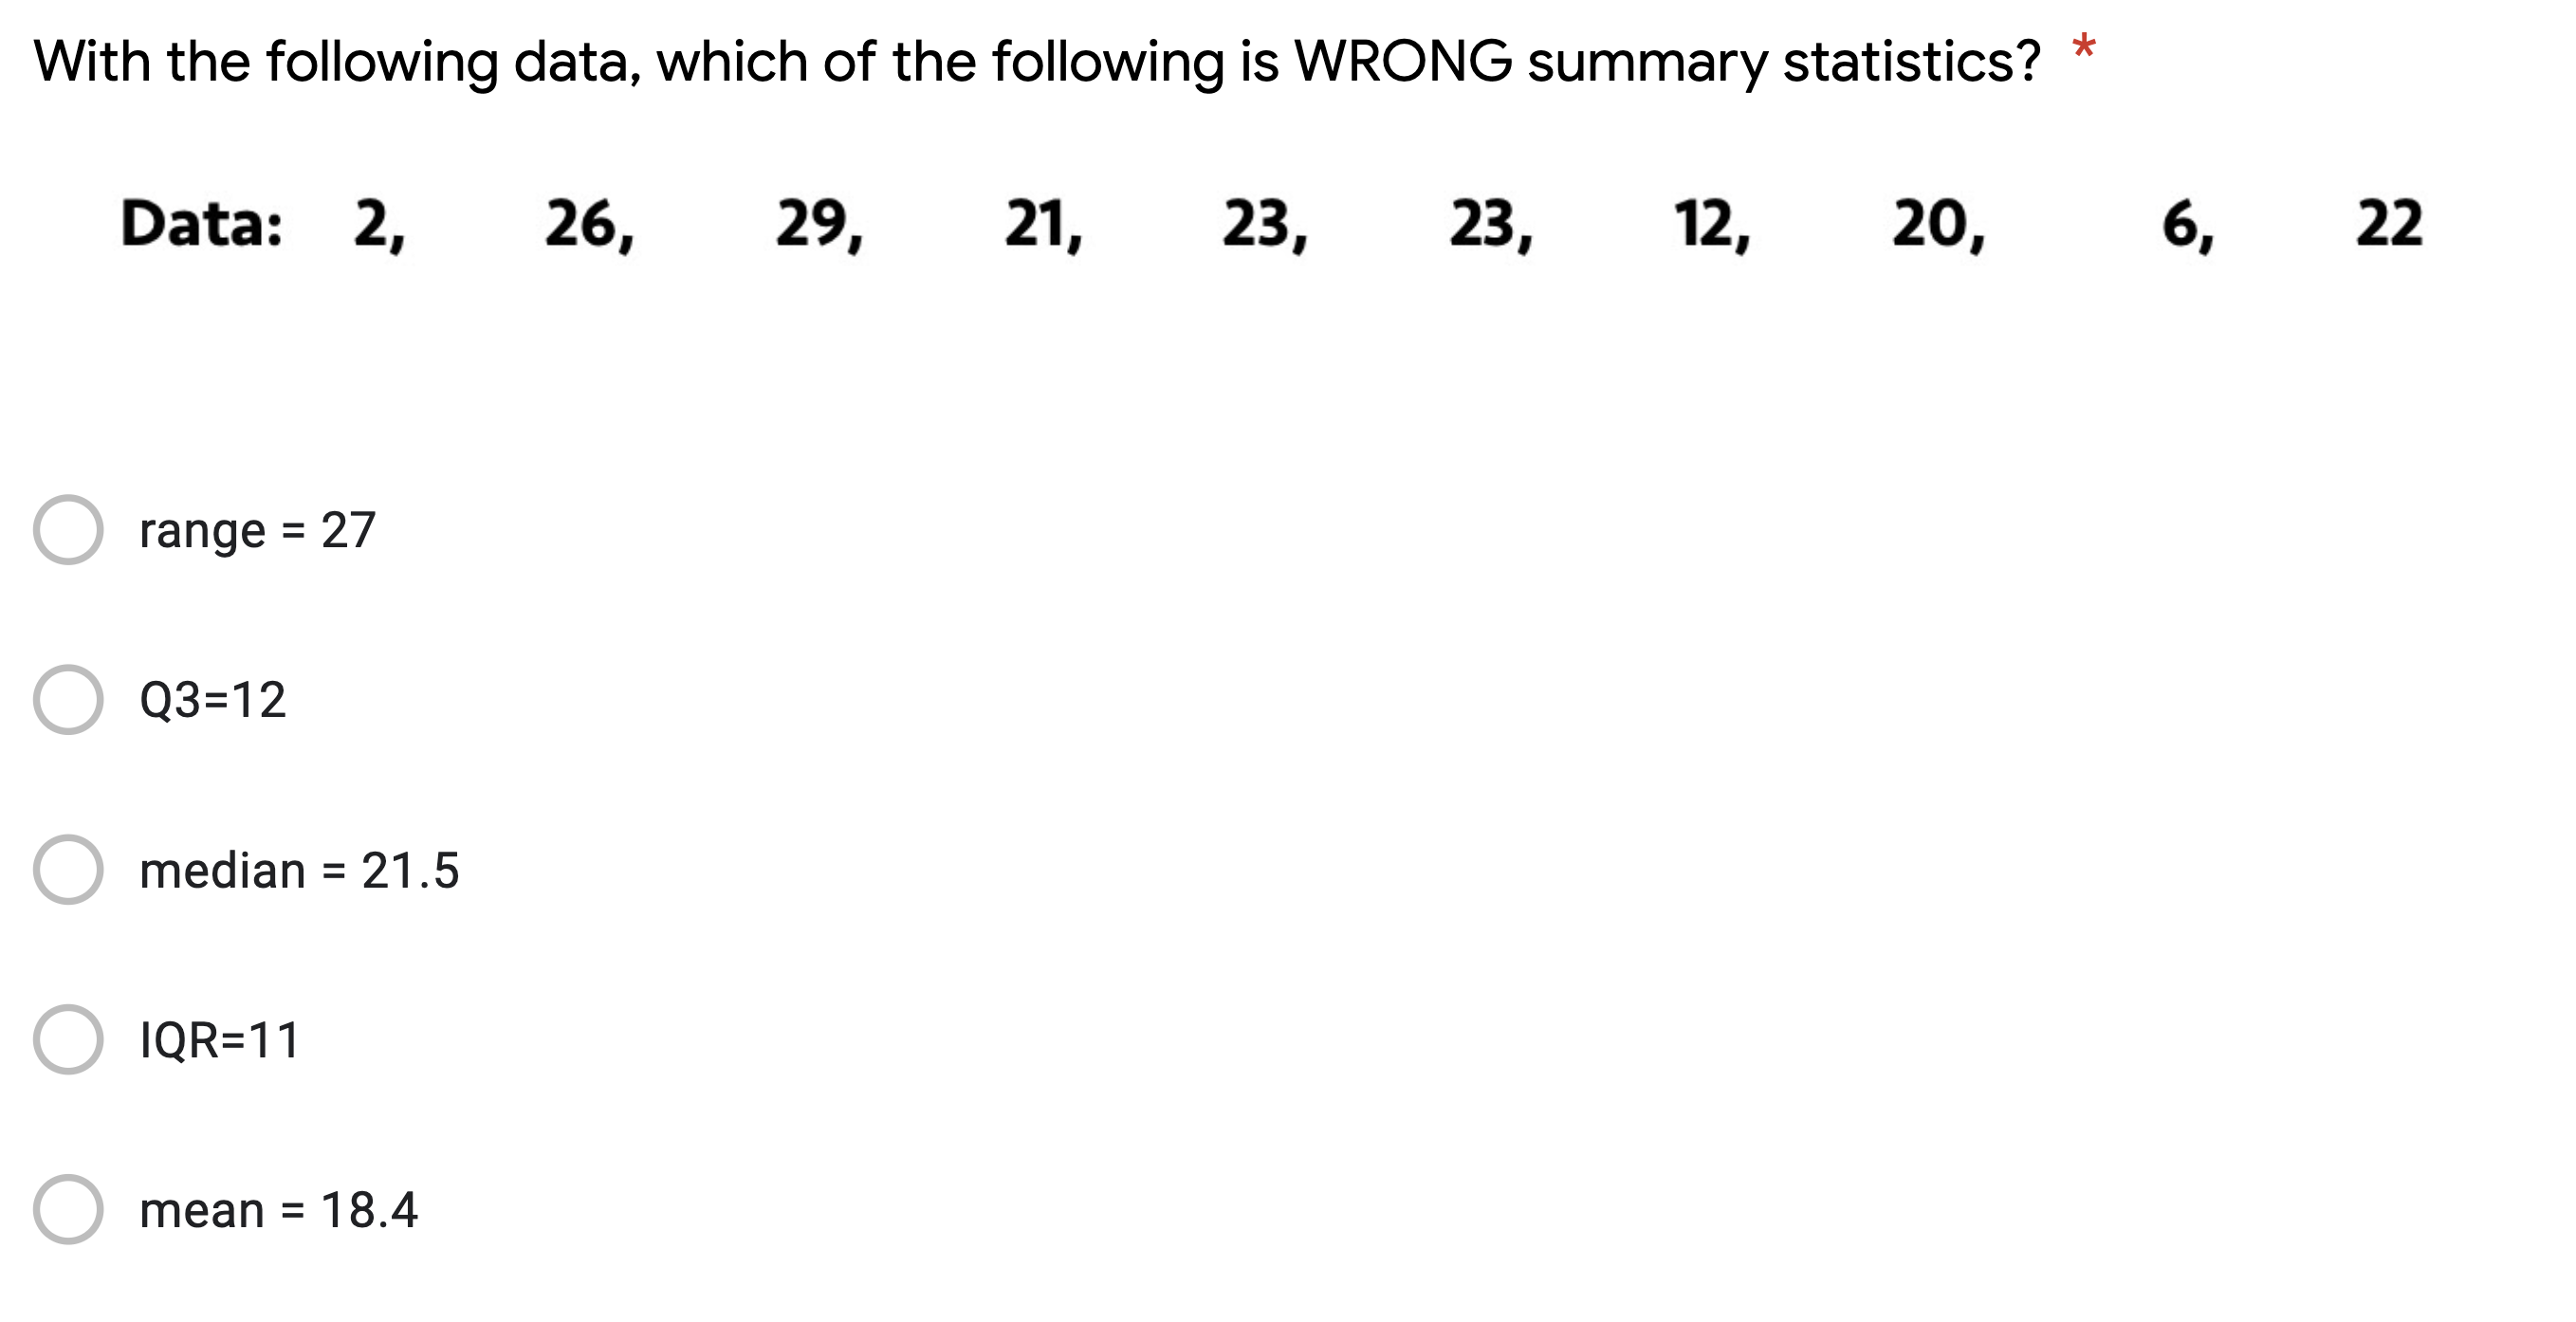 With the following data, which of the following is WRONG summary statistics? *
Data: 2, 26, 29, 21, 23, 23, 12, 20, 6, 22
range = 27
Q3=12
median = 21.5
IQR=11
mean = 18.4